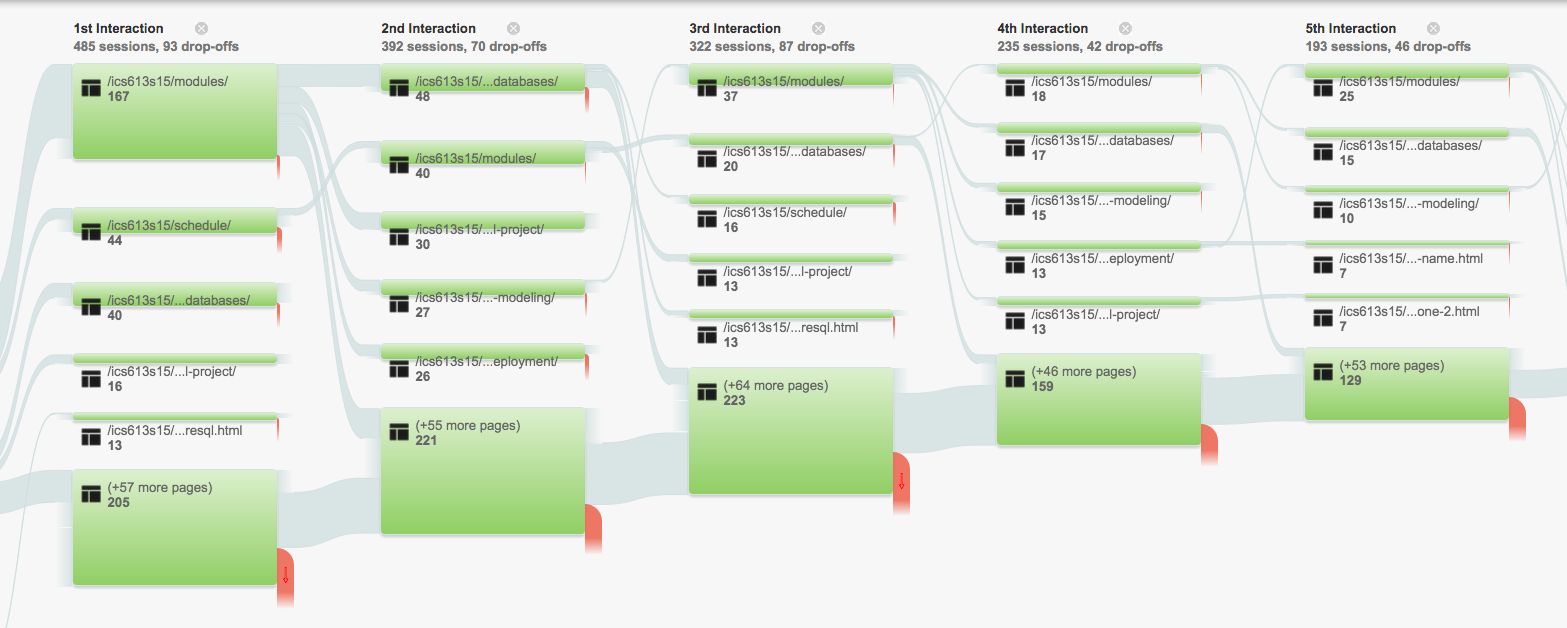 1st Interaction
485 sessions, 93 drop-offs
/ics613s15/modules/
167
/ics613s15/schedule/
44
/ics613s15/...databases/
40
/ics613s15/...l-project/
16
/ics613s15/...resql.html
13
(+57 more pages)
205
2nd Interaction
392 sessions, 70 drop-offs
/ics613s15/...databases/
48
/ics613s15/modules/
40
/ics613s15/...l-project/
30
/ics613s15/...-modeling/
27
/ics613s15/...eployment/
26
(+55 more pages)
221
3rd Interaction
322 sessions, 87 drop-offs
/ics613s15/modules/
37
/ics613s15/...databases/
20
/ics613s15/schedule/
16
/ics613s15/...l-project/
13
/ics613s15/...resql.html
13
(+64 more pages)
223
4th Interaction
235 sessions, 42 drop-offs
/ics613s15/modules/
18
/ics613s15/...databases/
17
/ics613s15/...-modeling/
15
/ics613s15/...eployment/
13
/ics613s15/...l-project/
13
(+46 more pages)
159
5th Interaction
193 sessions, 46 drop-offs
/ics613s15/modules/
25
/ics613s15/...databases/
15
/ics613s15/...-modeling/
10
/ics613s15/...-name.html
7
/ics613s15/...one-2.html
7
(+53 more pages)
129